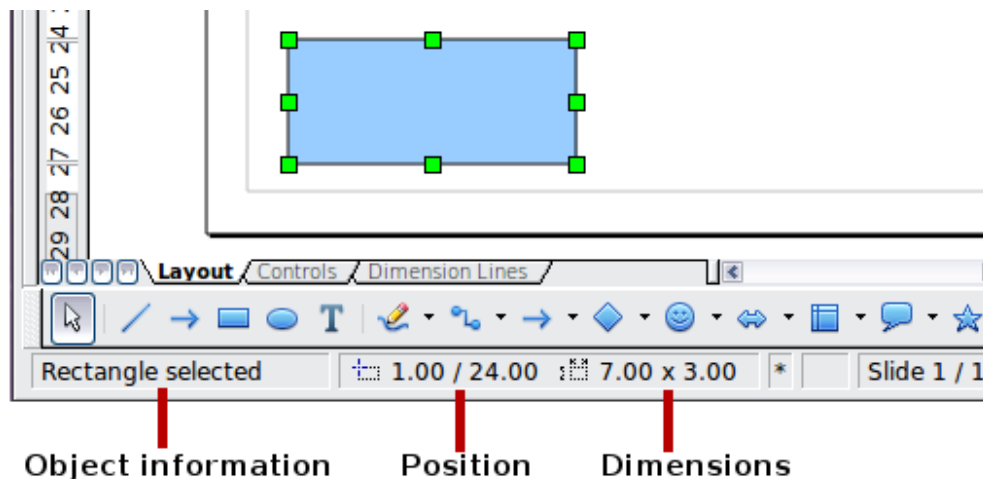 24
25
26
27
28
29
Layout Controls Dimension Lines
T
Rectangle selected 1.00 / 24.00 7.00 x 3.00 * Slide 1 / 1
Object information Position Dimensions